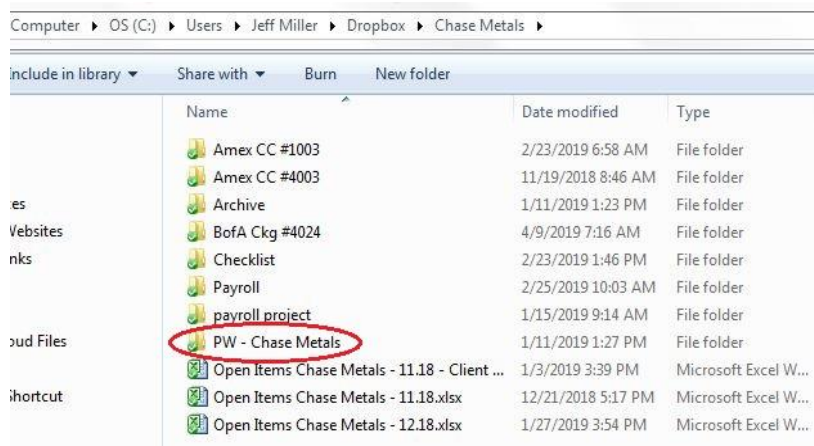 Computer ▸ OS (C:) ▸ Users ▸ Jeff Miller ▸ Dropbox ▸ Chase Metals ▸
nclude in library ▾ Share with ▾ Burn New folder
Name Date modified Type
Amex CC #1003 2/23/2019 6:58 AM File folder
Amex CC #4003 11/19/2018 8:46 AM File folder
es Archive 1/11/2019 1:23 PM File folder
Websites BofA Ckg #4024 4/9/2019 7:16 AM File folder
nks Checklist 2/23/2019 1:46 PM File folder
Payroll 2/25/2019 10:03 AM File folder
payroll project 1/15/2019 9:14 AM File folder
oud Files PW - Chase Metals 1/11/2019 1:27 PM File folder
Open Items Chase Metals - 11.18 - Client ... 1/3/2019 3:39 PM Microsoft Excel W...
Shortcut Open Items Chase Metals - 11.18.xlsx 12/21/2018 5:17 PM Microsoft Excel W...
Open Items Chase Metals - 12.18.xlsx 1/27/2019 3:54 PM Microsoft Excel W...